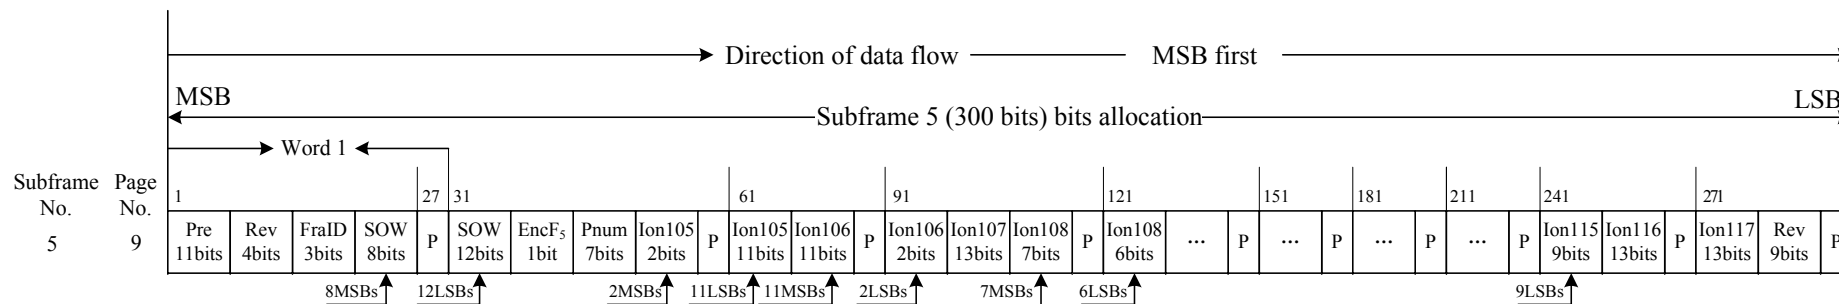 Direction of data flow MSB first
MSB LSB
Subframe 5 (300 bits) bits allocation
Word 1
Subframe No. Page No.
1 27 31 61 91 121 151 181 211 241 271
5 9
Pre 11bits
Rev 4bits
FraID 3bits
SOW 8bits
P
SOW 12bits
EncF₅ 1bit
Pnum 7bits
Ion105 2bits
P
Ion105 11bits
Ion106 11bits
P
Ion106 2bits
Ion107 13bits
Ion108 7bits
P
Ion108 6bits
...
P
...
P
...
P
...
P
Ion115 9bits
Ion116 13bits
P
Ion117 13bits
Rev 9bits
P
8MSBs 12LSBs 2MSBs 11LSBs 11MSBs 2LSBs 7MSBs 6LSBs 9LSBs